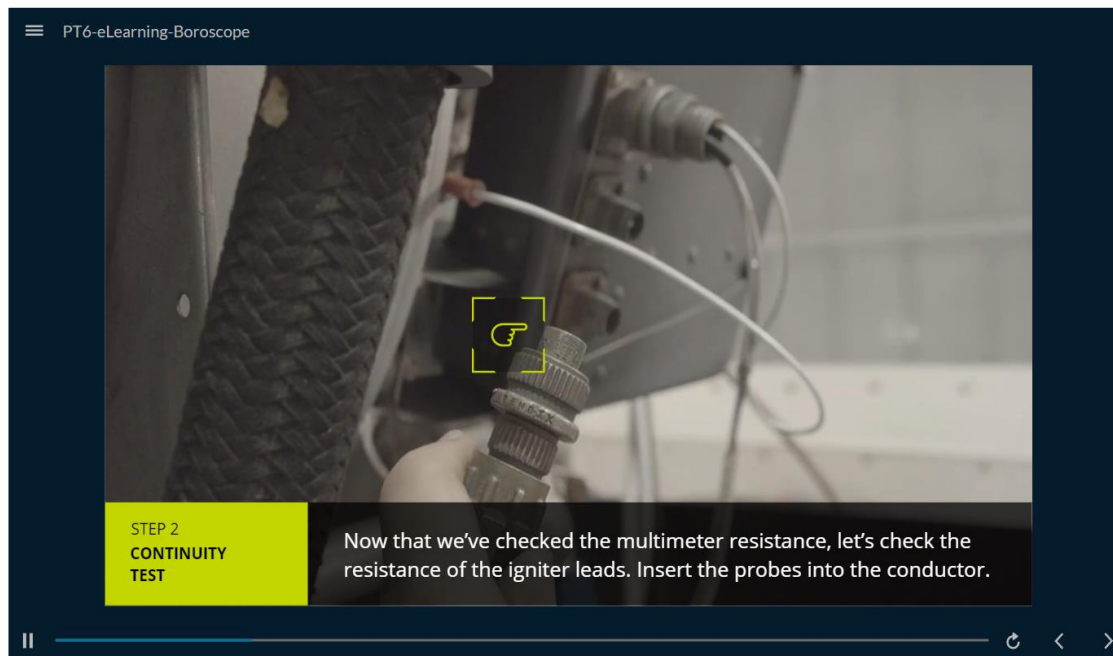 PT6-eLearning-Boroscope
BENDIX
STEP 2
CONTINUITY
TEST
Now that we've checked the multimeter resistance, let's check the
resistance of the igniter leads. Insert the probes into the conductor.